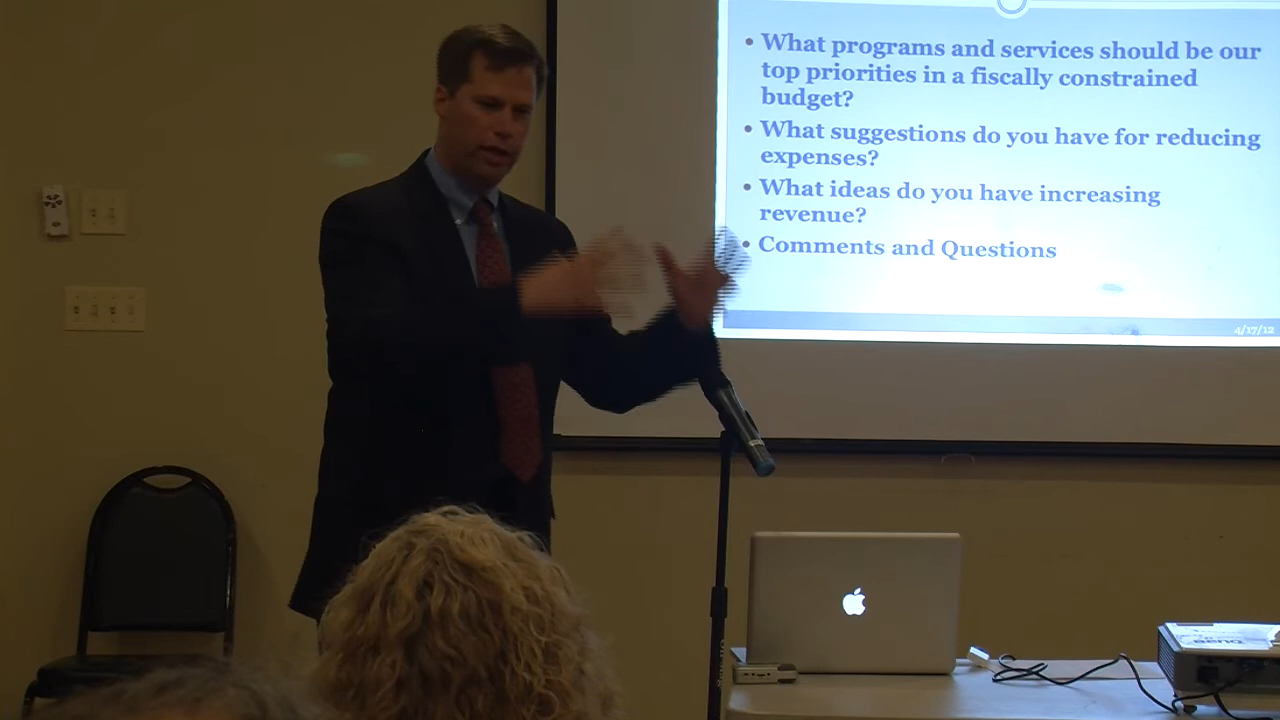 • What programs and services should be our
top priorities in a fiscally constrained
budget?
• What suggestions do you have for reducing
expenses?
• What ideas do you have increasing
revenue?
• Comments and Questions
4/17/12